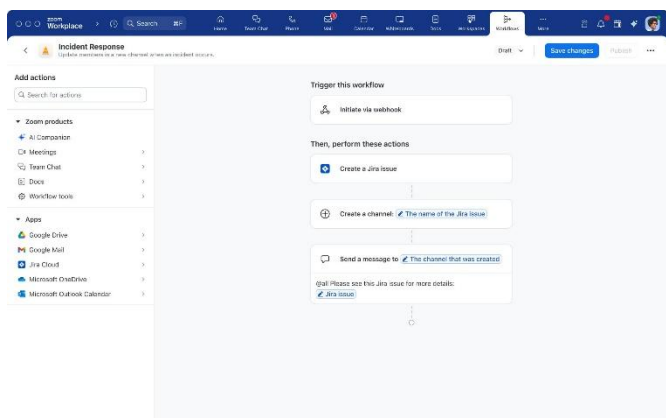 zoom
Workplace
Search
⌘F
Home
Team Chat
Phone
Mail
Calendar
Whiteboards
Docs
Workspaces
Workflows
More
Incident Response
Update members in a new channel when an incident occurs.
Draft
Save changes
Publish
Add actions
Search for actions
Zoom products
AI Companion
Meetings
Team Chat
Docs
Workflow tools
Apps
Google Drive
Google Mail
Jira Cloud
Microsoft OneDrive
Microsoft Outlook Calendar
Trigger this workflow
Initiate via webhook
Then, perform these actions
Create a Jira issue
Create a channel: The name of the Jira issue
Send a message to The channel that was created
@all Please see this Jira issue for more details:
Jira issue